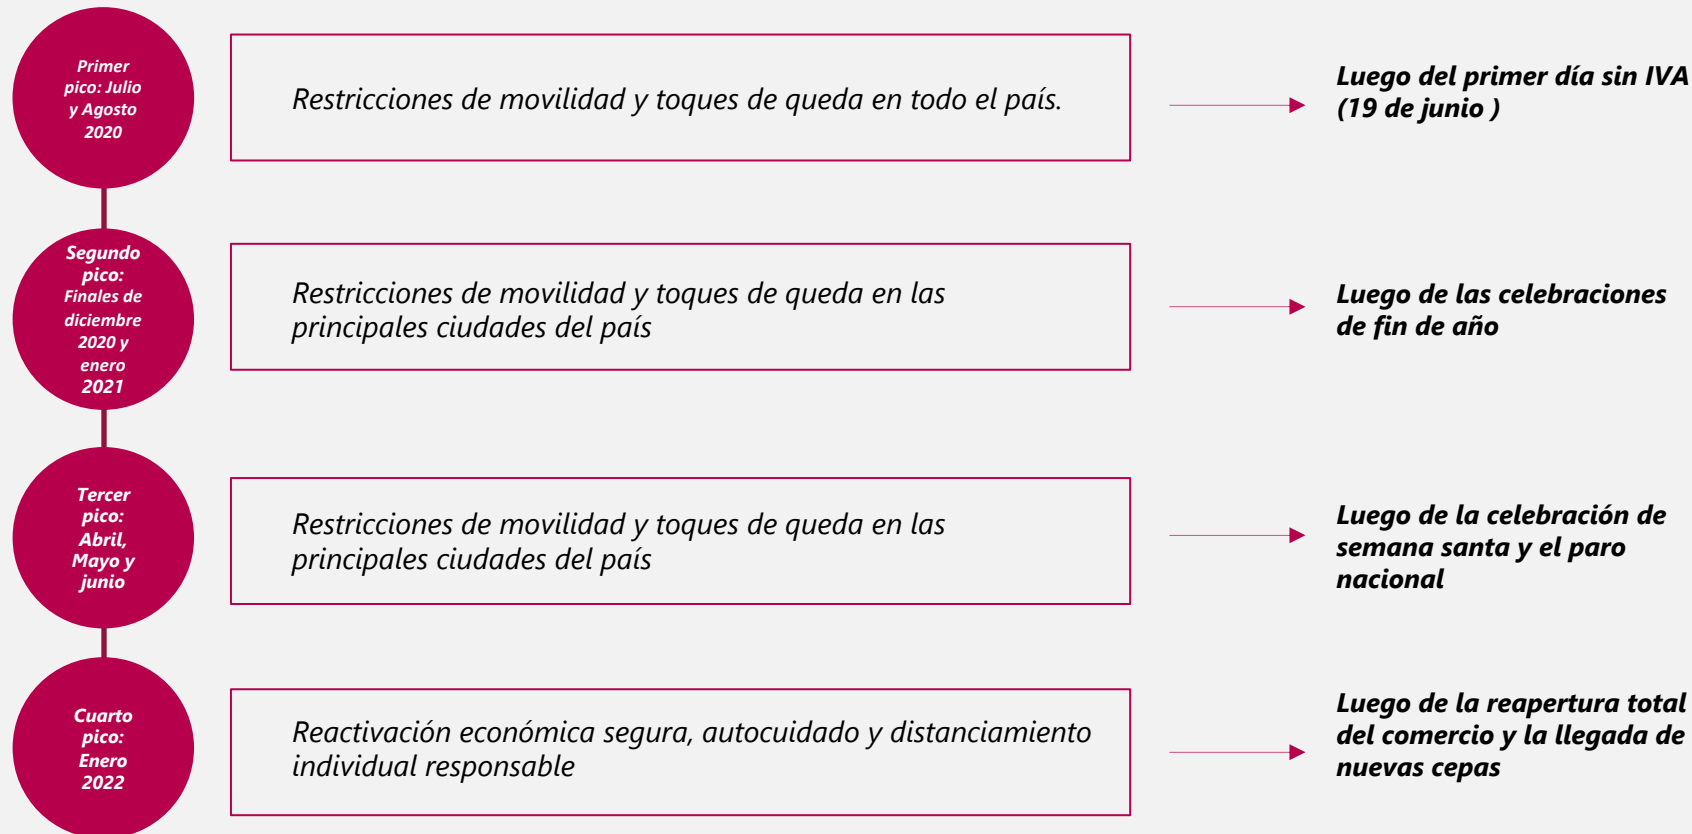 Primer
pico: Julio
y Agosto
2020
Restricciones de movilidad y toques de queda en todo el país.
Luego del primer día sin IVA
(19 de junio )
Segundo
pico:
Finales de
diciembre
2020 y
enero
2021
Restricciones de movilidad y toques de queda en las
principales ciudades del país
Luego de las celebraciones
de fin de año
Tercer
pico:
Abril,
Mayo y
junio
Restricciones de movilidad y toques de queda en las
principales ciudades del país
Luego de la celebración de
semana santa y el paro
nacional
Cuarto
pico:
Enero
2022
Reactivación económica segura, autocuidado y distanciamiento
individual responsable
Luego de la reapertura total
del comercio y la llegada de
nuevas cepas